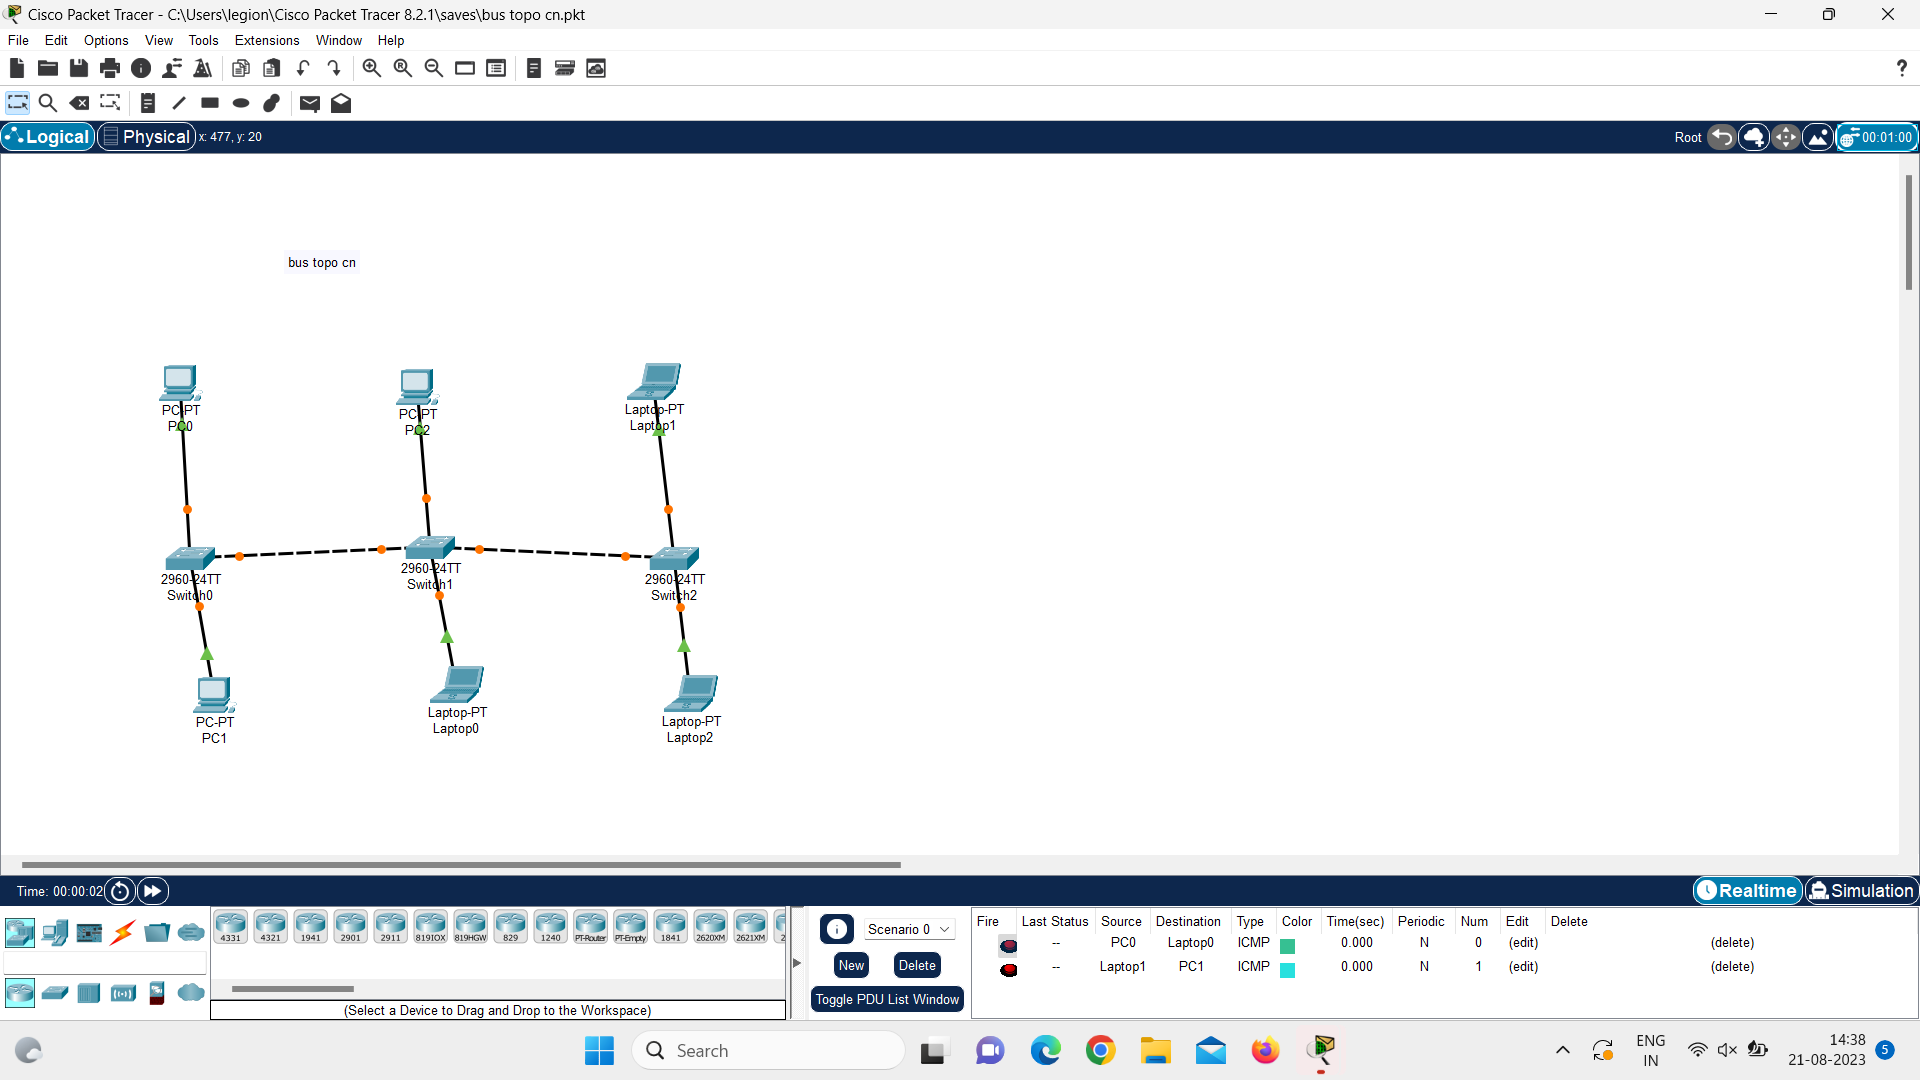 Cisco Packet Tracer - C:\Users\legion\Cisco Packet Tracer 8.2.1\saves\bus topo cn.pkt
File Edit Options View Tools Extensions Window Help
?
Logical Physical x: 477, y: 20 Root 00:01:00
bus topo cn
PC-PT
PC0
PC-PT
PC2
Laptop-PT
Laptop1
2960-24TT
Switch0
2960-24TT
Switch1
2960-24TT
Switch2
PC-PT
PC1
Laptop-PT
Laptop0
Laptop-PT
Laptop2
Time: 00:00:02 Realtime Simulation
4331 4321 1941 2901 2911 819IOX 819HGW 829 1240 PT-Router PT-Empty 1841 2620XM 2621XM 2
(Select a Device to Drag and Drop to the Workspace)
Scenario 0
New Delete
Toggle PDU List Window
Fire Last Status Source Destination Type Color Time(sec) Periodic Num Edit Delete
-- PC0 Laptop0 ICMP 0.000 N 0 (edit) (delete)
-- Laptop1 PC1 ICMP 0.000 N 1 (edit) (delete)
Search
ENG
IN
14:38
21-08-2023
5